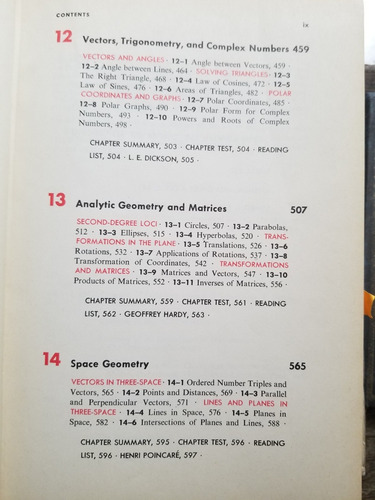 CONTENTS ix
12 Vectors, Trigonometry, and Complex Numbers 459
VECTORS AND ANGLES · 12–1 Angle between Vectors, 459 ·
12–2 Angle between Lines, 464 · SOLVING TRIANGLES · 12–3
The Right Triangle, 468 · 12–4 Law of Cosines, 472 · 12–5
Law of Sines, 476 · 12–6 Areas of Triangles, 482 · POLAR
COORDINATES AND GRAPHS · 12–7 Polar Coordinates, 485 ·
12–8 Polar Graphs, 490 · 12–9 Polar Form for Complex
Numbers, 493 · 12–10 Powers and Roots of Complex
Numbers, 498 ·
CHAPTER SUMMARY, 503 · CHAPTER TEST, 504 · READING
LIST, 504 · L. E. DICKSON, 505 ·
13 Analytic Geometry and Matrices 507
SECOND-DEGREE LOCI · 13–1 Circles, 507 · 13–2 Parabolas,
512 · 13–3 Ellipses, 515 · 13–4 Hyperbolas, 520 · TRANS-
FORMATIONS IN THE PLANE · 13–5 Translations, 526 · 13–6
Rotations, 532 · 13–7 Applications of Rotations, 537 · 13–8
Transformation of Coordinates, 542 · TRANSFORMATIONS
AND MATRICES · 13–9 Matrices and Vectors, 547 · 13–10
Products of Matrices, 552 · 13–11 Inverses of Matrices, 556 ·
CHAPTER SUMMARY, 559 · CHAPTER TEST, 561 · READING
LIST, 562 · GEOFFREY HARDY, 563 ·
14 Space Geometry 565
VECTORS IN THREE-SPACE · 14–1 Ordered Number Triples and
Vectors, 565 · 14–2 Points and Distances, 569 · 14–3 Parallel
and Perpendicular Vectors, 571 · LINES AND PLANES IN
THREE-SPACE · 14–4 Lines in Space, 576 · 14–5 Planes in
Space, 582 · 14–6 Intersections of Planes and Lines, 588 ·
CHAPTER SUMMARY, 595 · CHAPTER TEST, 596 · READING
LIST, 596 · HENRI POINCARÉ, 597 ·